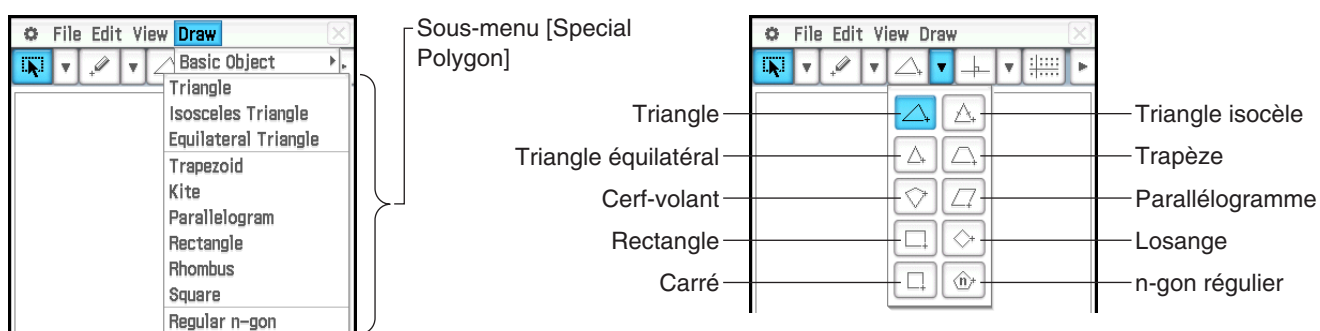 File Edit View Draw
Basic Object
Triangle
Isosceles Triangle
Equilateral Triangle
Trapezoid
Kite
Parallelogram
Rectangle
Rhombus
Square
Regular n-gon
Sous-menu [Special
Polygon]
File Edit View Draw
Triangle
Triangle isocèle
Triangle équilatéral
Trapèze
Cerf-volant
Parallélogramme
Rectangle
Losange
Carré
n
n-gon régulier